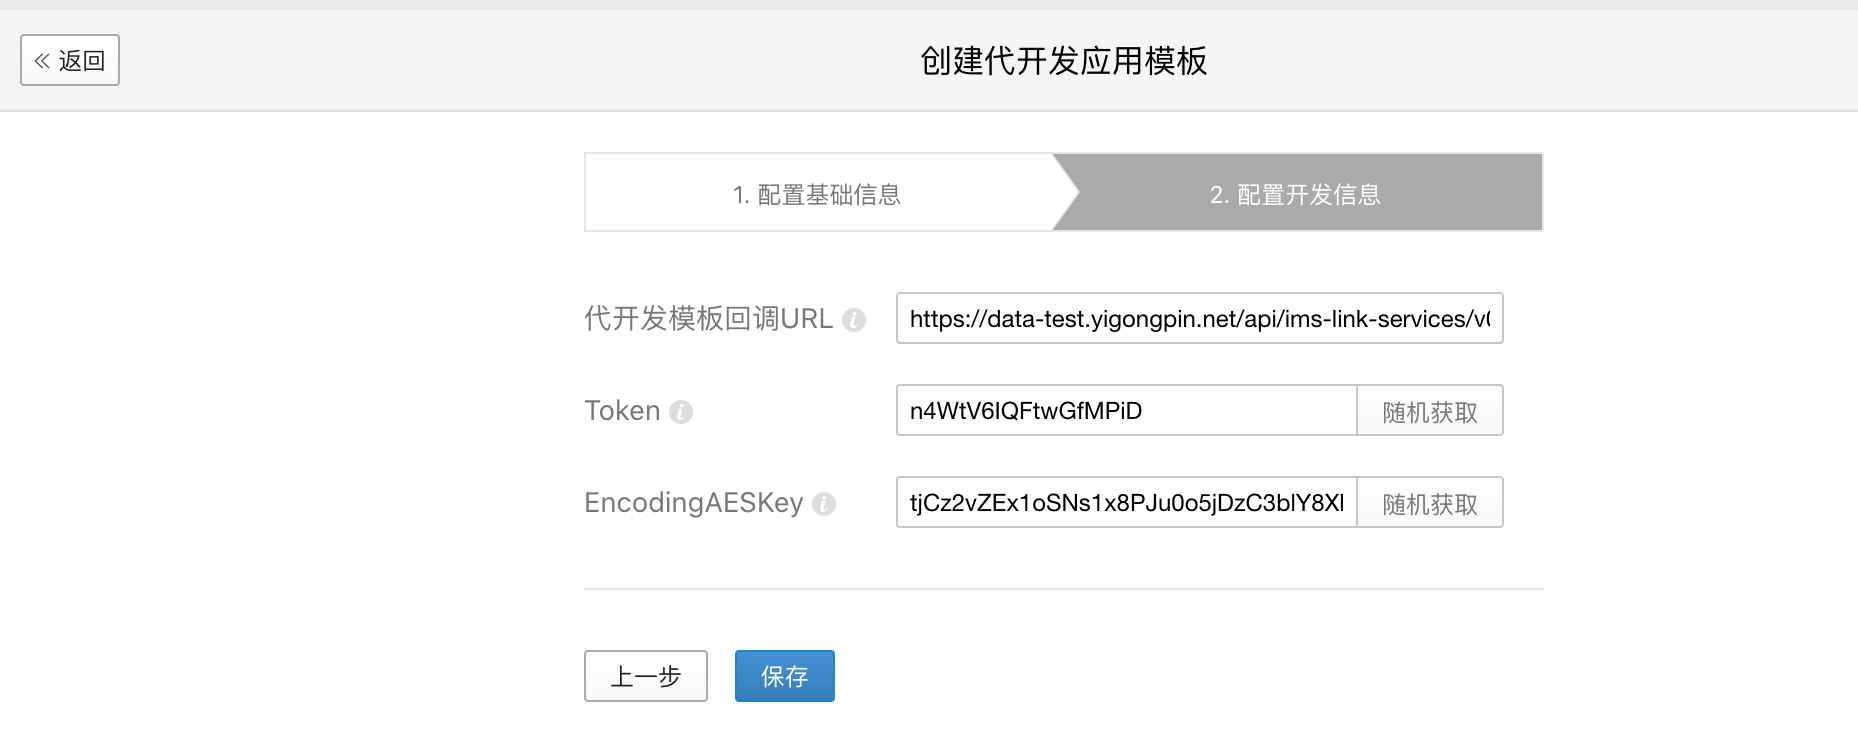 返回
创建代开发应用模板
1. 配置基础信息
2. 配置开发信息
代开发模板回调URL
https://data-test.yigongpin.net/api/ims-link-services/v0
Token
n4WtV6IQFtwGfMPiD
随机获取
EncodingAESKey
tjCz2vZEx1oSNs1x8PJu0o5jDzC3blY8Xl
随机获取
上一步
保存